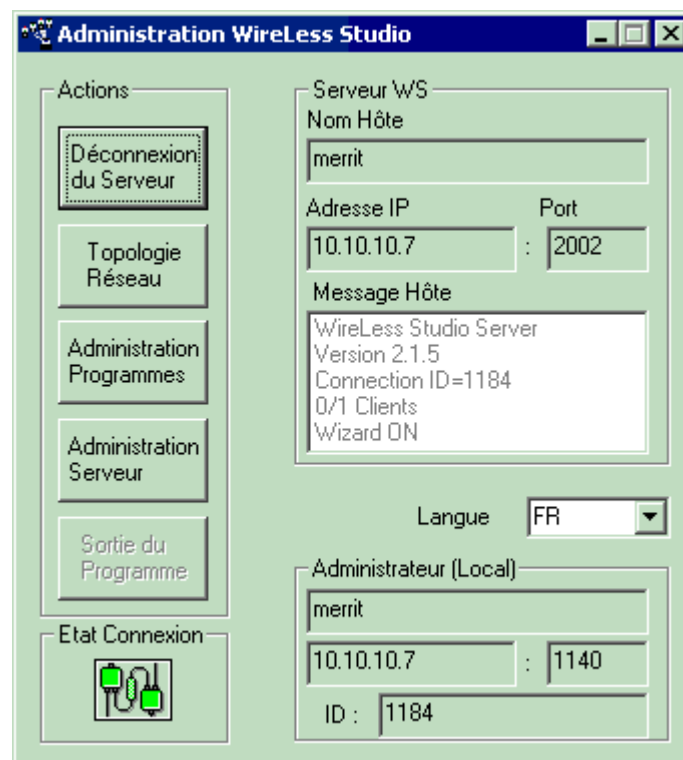 Administration WireLess Studio
Actions
Déconnexion
du Serveur
Topologie
Réseau
Administration
Programmes
Administration
Serveur
Sortie du
Programme
Etat Connexion
Serveur WS
Nom Hôte
merrit
Adresse IP Port
10.10.10.7 : 2002
Message Hôte
WireLess Studio Server
Version 2.1.5
Connection ID=1184
0/1 Clients
Wizard ON
Langue FR
Administrateur (Local)
merrit
10.10.10.7 : 1140
ID : 1184